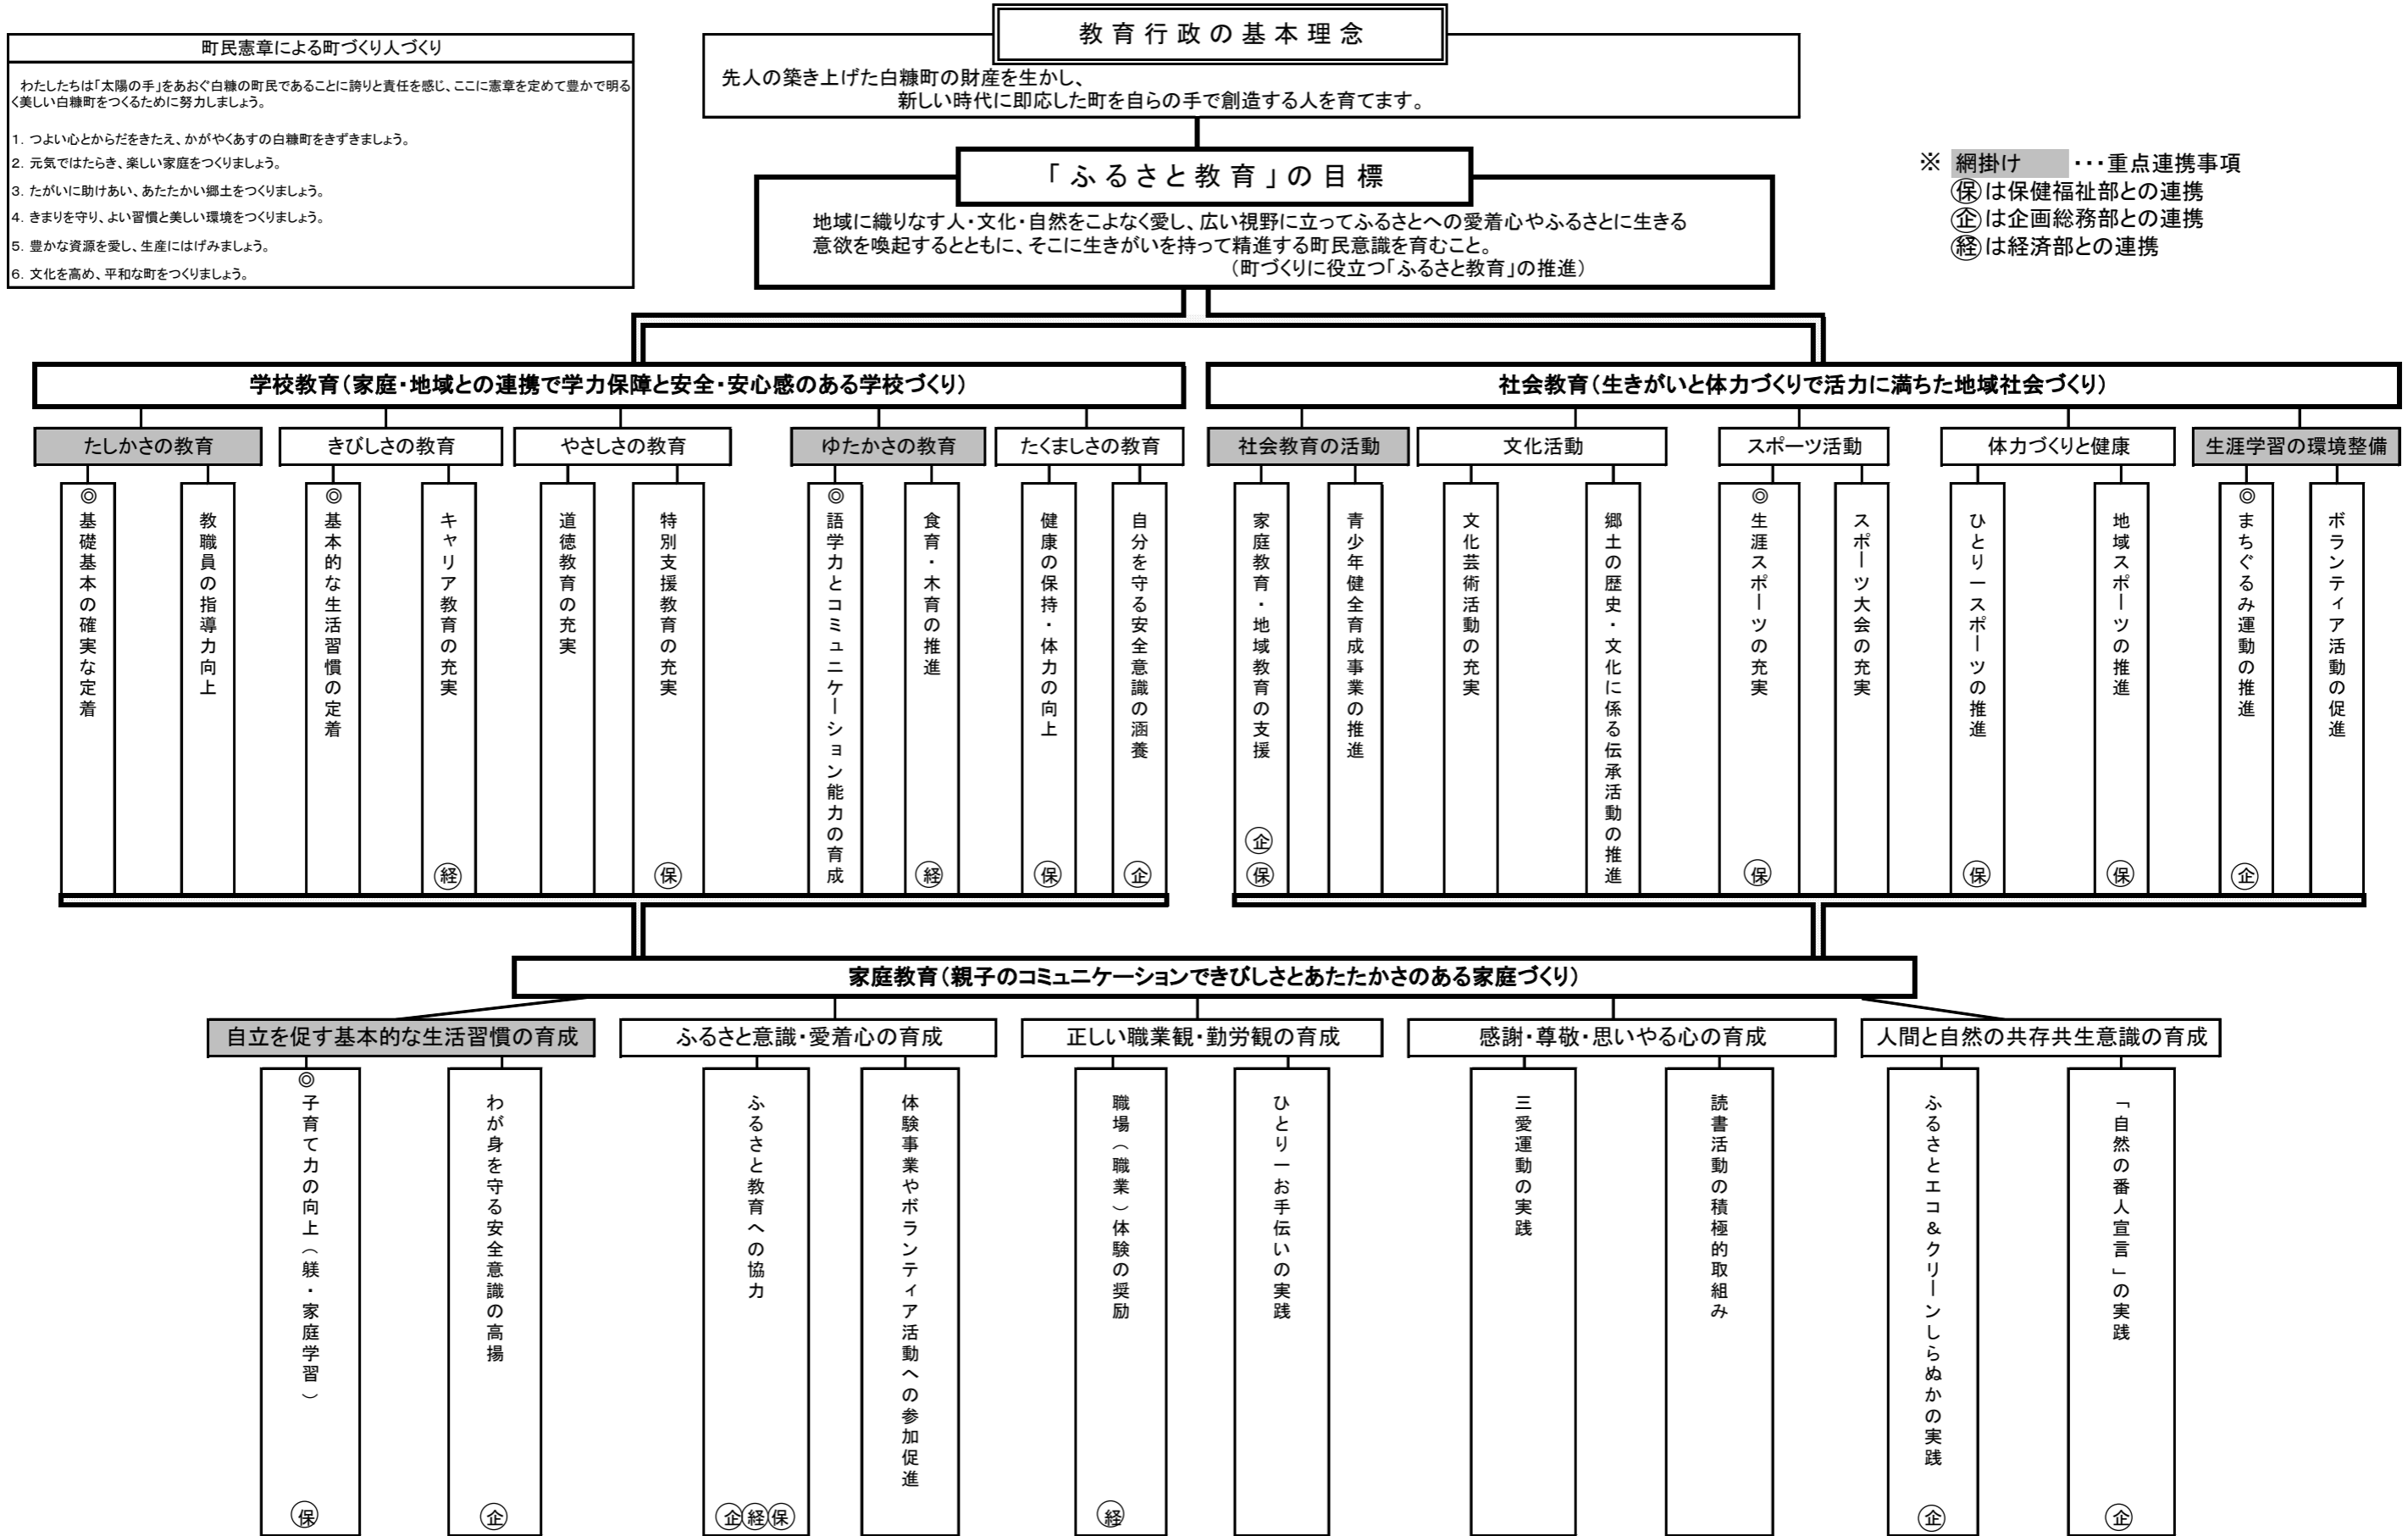 教育行政の基本理念
先人の築き上げた白糠町の財産を生かし、
新しい時代に即応した町を自らの手で創造する人を育てます。
町民憲章による町づくり人づくり
わたしたちは「太陽の手」をあおぐ白糠の町民であることに誇りと責任を感じ、ここに憲章を定めて豊かで明る
く美しい白糠町をつくるために努力しましょう。
1．つよい心とからだをきたえ、かがやくあすの白糠町をきずきましょう。
2．元気ではたらき、楽しい家庭をつくりましょう。
3．たがいに助けあい、あたたかい郷土をつくりましょう。
4．きまりを守り、よい習慣と美しい環境をつくりましょう。
5．豊かな資源を愛し、生産にはげみましょう。
6．文化を高め、平和な町をつくりましょう。
「ふるさと教育」の目標
地域に織りなす人・文化・自然をこよなく愛し、広い視野に立ってふるさとへの愛着心やふるさとに生きる
意欲を喚起するとともに、そこに生きがいを持って精進する町民意識を育むこと。
（町づくりに役立つ「ふるさと教育」の推進）
※ 網掛け ・・・重点連携事項
㊩は保健福祉部との連携
企は企画総務部との連携
経は経済部との連携
学校教育（家庭・地域との連携で学力保障と安全・安心感のある学校づくり）
社会教育（生きがいと体力づくりで活力に満ちた地域社会づくり）
たしかさの教育
きびしさの教育
やさしさの教育
ゆたかさの教育
たくましさの教育
社会教育の活動
文化活動
スポーツ活動
体力づくりと健康
生涯学習の環境整備
◎基礎基本の確実な定着
教職員の指導力向上
◎基本的な生活習慣の定着
キャリア教育の充実 経
道徳教育の充実
特別支援教育の充実 保
◎語学力とコミュニケーション能力の育成
食育・木育の推進 経
健康の保持・体力の向上 保
自分を守る安全意識の涵養 企
家庭教育・地域教育の支援 企 保
青少年健全育成事業の推進
文化芸術活動の充実
郷土の歴史・文化に係る伝承活動の推進
◎生涯スポーツの充実 保
スポーツ大会の充実
ひとり一スポーツの推進 保
地域スポーツの推進 保
◎まちぐるみ運動の推進 企
ボランティア活動の促進
家庭教育（親子のコミュニケーションできびしさとあたたかさのある家庭づくり）
自立を促す基本的な生活習慣の育成
ふるさと意識・愛着心の育成
正しい職業観・勤労観の育成
感謝・尊敬・思いやる心の育成
人間と自然の共存共生意識の育成
◎子育て力の向上（躾・家庭学習） 保
わが身を守る安全意識の高揚 企
ふるさと教育への協力 企経保
体験事業やボランティア活動への参加促進
職場（職業）体験の奨励 経
ひとり一お手伝いの実践
三愛運動の実践
読書活動の積極的取組み
ふるさとエコ＆クリーンしらぬかの実践 企
「自然の番人宣言」の実践 企